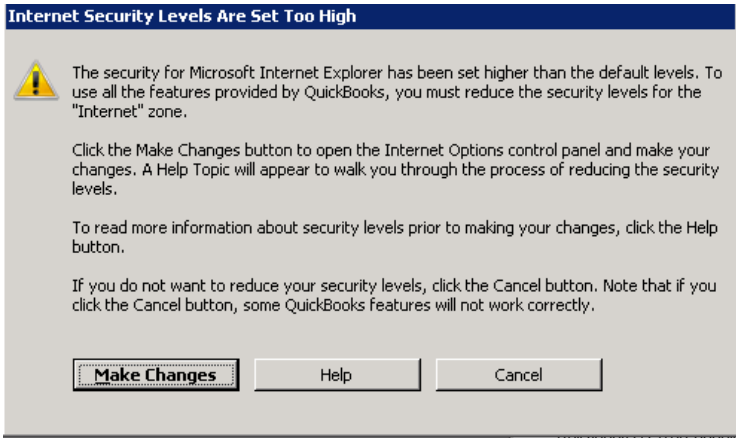 Internet Security Levels Are Set Too High
The security for Microsoft Internet Explorer has been set higher than the default levels. To
use all the features provided by QuickBooks, you must reduce the security levels for the
"Internet" zone.
Click the Make Changes button to open the Internet Options control panel and make your
changes. A Help Topic will appear to walk you through the process of reducing the security
levels.
To read more information about security levels prior to making your changes, click the Help
button.
If you do not want to reduce your security levels, click the Cancel button. Note that if you
click the Cancel button, some QuickBooks features will not work correctly.
Make Changes Help Cancel